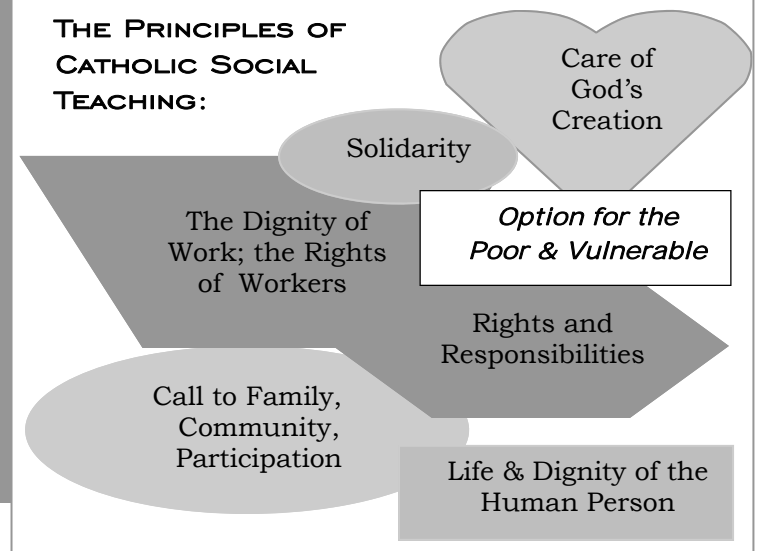 The Principles of
Catholic Social
Teaching:
Care of
God's
Creation
Solidarity
The Dignity of
Work; the Rights
of Workers
Option for the
Poor & Vulnerable
Rights and
Responsibilities
Call to Family,
Community,
Participation
Life & Dignity of the
Human Person